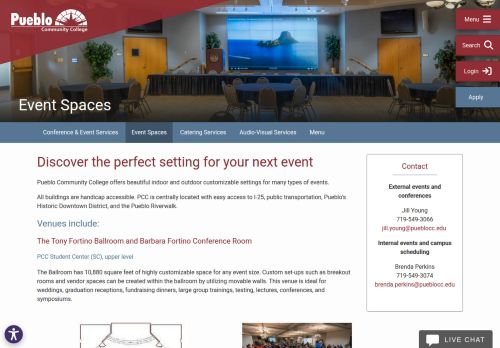 Pueblo
Community College
Menu
Search
Login
Apply
Event Spaces
Conference & Event Services
Event Spaces
Catering Services
Audio-Visual Services
Menu
Discover the perfect setting for your next event
Pueblo Community College offers beautiful indoor and outdoor customizable settings for many types of events.
All buildings are handicap accessible. PCC is centrally located with easy access to I-25, public transportation, Pueblo's
Historic Downtown District, and the Pueblo Riverwalk.
Venues include:
The Tony Fortino Ballroom and Barbara Fortino Conference Room
PCC Student Center (SC), upper level
The Ballroom has 10,880 square feet of highly customizable space for any event size. Custom set-ups such as breakout
rooms and vendor spaces can be created within the ballroom by utilizing movable walls. This venue is ideal for
weddings, graduation receptions, fundraising dinners, large group trainings, testing, lectures, conferences, and
symposiums.
Contact
External events and
conferences
Jill Young
719-549-3066
jill.young@pueblocc.edu
Internal events and campus
scheduling
Brenda Perkins
719-549-3074
brenda.perkins@pueblocc.edu
LIVE CHAT